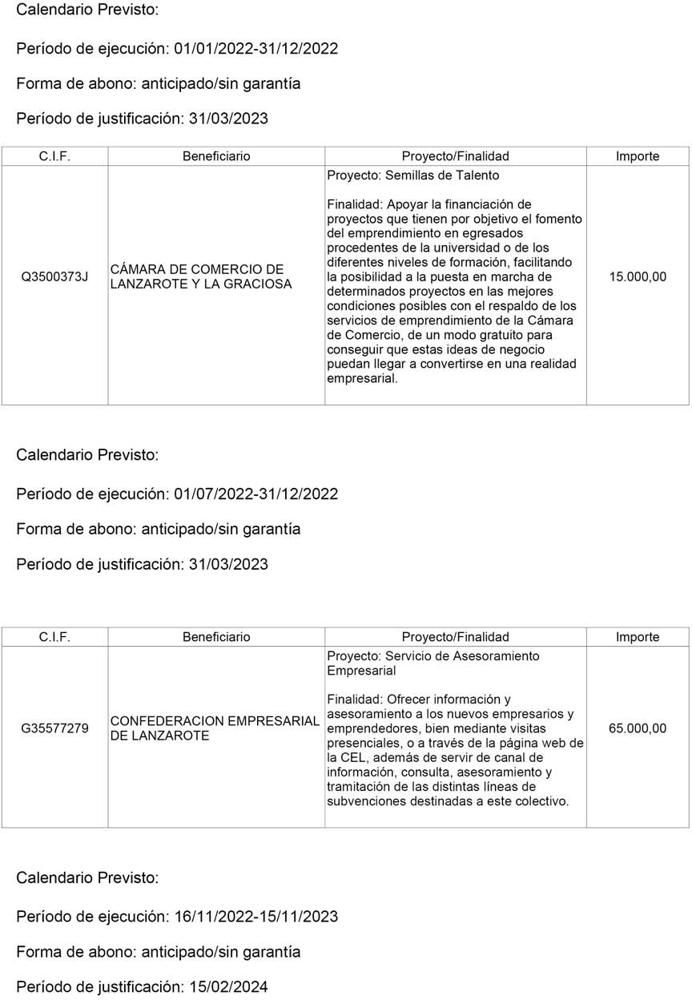 Calendario Previsto:
Período de ejecución: 01/01/2022-31/12/2022
Forma de abono: anticipado/sin garantía
Período de justificación: 31/03/2023
C.I.F. Beneficiario Proyecto/Finalidad Importe
Q3500373J
CÁMARA DE COMERCIO DE
LANZAROTE Y LA GRACIOSA
Proyecto: Semillas de Talento
Finalidad: Apoyar la financiación de
proyectos que tienen por objetivo el fomento
del emprendimiento en egresados
procedentes de la universidad o de los
diferentes niveles de formación, facilitando
la posibilidad a la puesta en marcha de
determinados proyectos en las mejores
condiciones posibles con el respaldo de los
servicios de emprendimiento de la Cámara
de Comercio, de un modo gratuito para
conseguir que estas ideas de negocio
puedan llegar a convertirse en una realidad
empresarial.
15.000,00
Calendario Previsto:
Período de ejecución: 01/07/2022-31/12/2022
Forma de abono: anticipado/sin garantía
Período de justificación: 31/03/2023
C.I.F. Beneficiario Proyecto/Finalidad Importe
G35577279
CONFEDERACION EMPRESARIAL
DE LANZAROTE
Proyecto: Servicio de Asesoramiento
Empresarial
Finalidad: Ofrecer información y
asesoramiento a los nuevos empresarios y
emprendedores, bien mediante visitas
presenciales, o a través de la página web de
la CEL, además de servir de canal de
información, consulta, asesoramiento y
tramitación de las distintas líneas de
subvenciones destinadas a este colectivo.
65.000,00
Calendario Previsto:
Período de ejecución: 16/11/2022-15/11/2023
Forma de abono: anticipado/sin garantía
Período de justificación: 15/02/2024